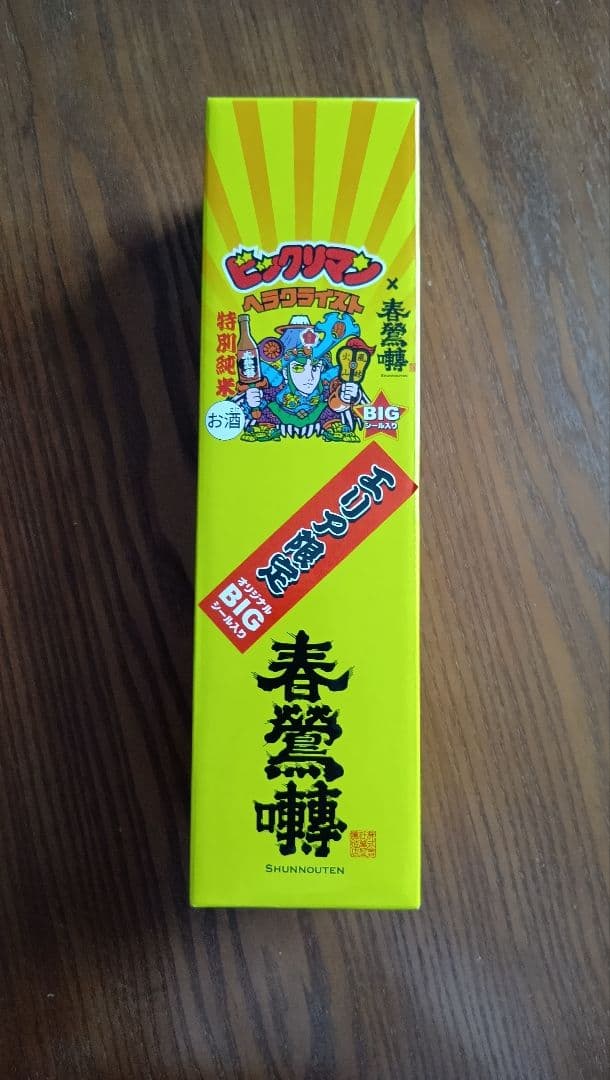 ビックリマン
ヘラクライスト
×
春鶯囀
SHUNNOUTEN
特別純米
お酒
BIG
シール入り
エリア限定
オリジナル
BIG
シール入り
春鶯囀
SHUNNOUTEN